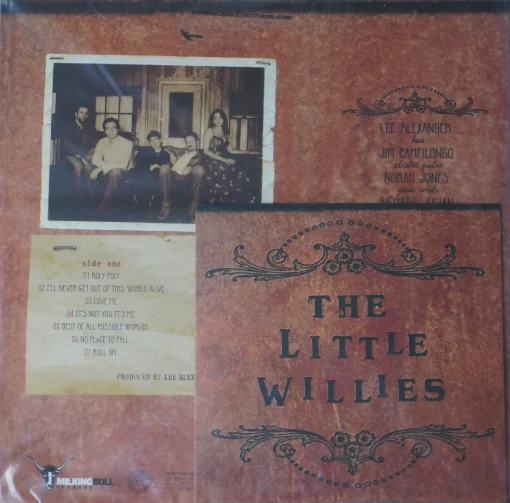 LEE ALEXANDER
bass
JIM CAMPILONGO
electric guitar
NORAH JONES
piano vocals
RICHARD JULIAN
side one
01 ROLY POLY
02 I'LL NEVER GET OUT OF THIS WORLD ALIVE
03 LOVE ME
04 IT'S NOT YOU IT'S ME
05 BEST OF ALL POSSIBLE WORLDS
06 NO PLACE TO FALL
07 ROLL ON
PRODUCED BY LEE ALEX
THE
LITTLE
WILLIES
MILKING BULL
RECORDS